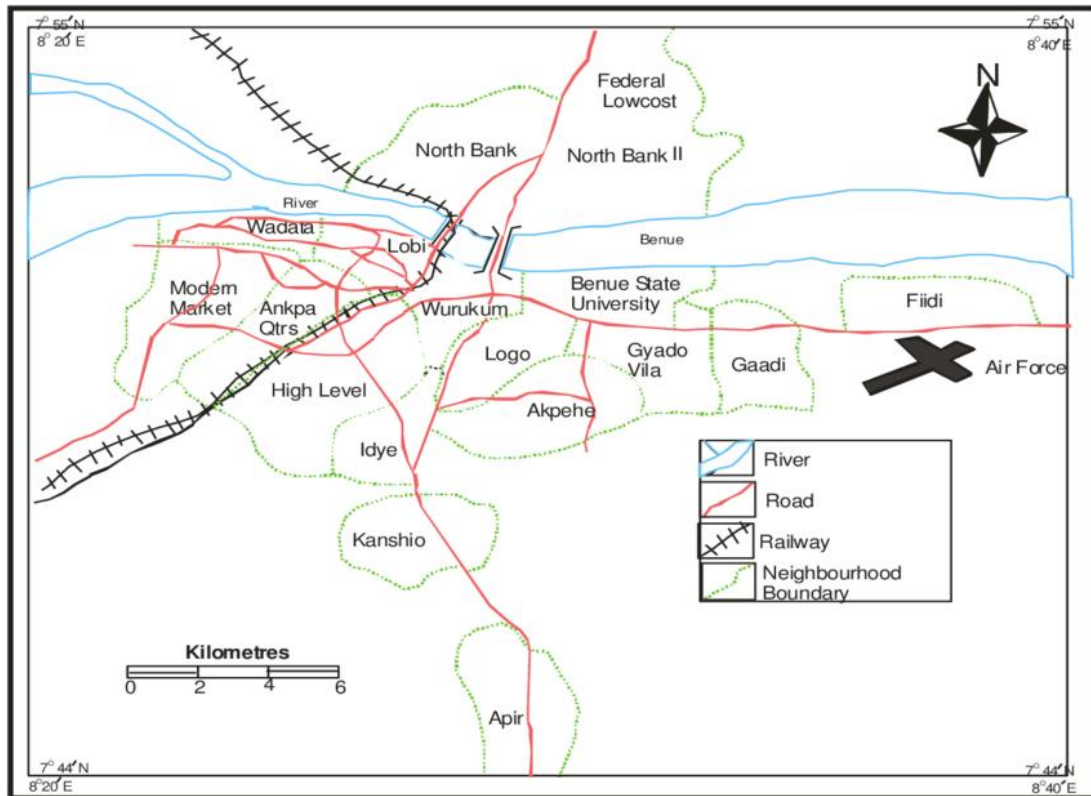 7° 55' N
8° 20' E
7° 55' N
8° 40' E
N
Federal
Lowcost
North Bank
North Bank II
River
Wadata
Lobi
Benue
Modern
Market
Ankpa
Qtrs
Wurukum
Benue State
University
Fiidi
Logo
Gyado
Vila
Gaadi
Air Force
High Level
Akpehe
Idye
Kanshio
Apir
River
Road
Railway
Neighbourhood
Boundary
Kilometres
0 2 4 6
7° 44' N
8° 20' E
7° 44' N
8° 40' E